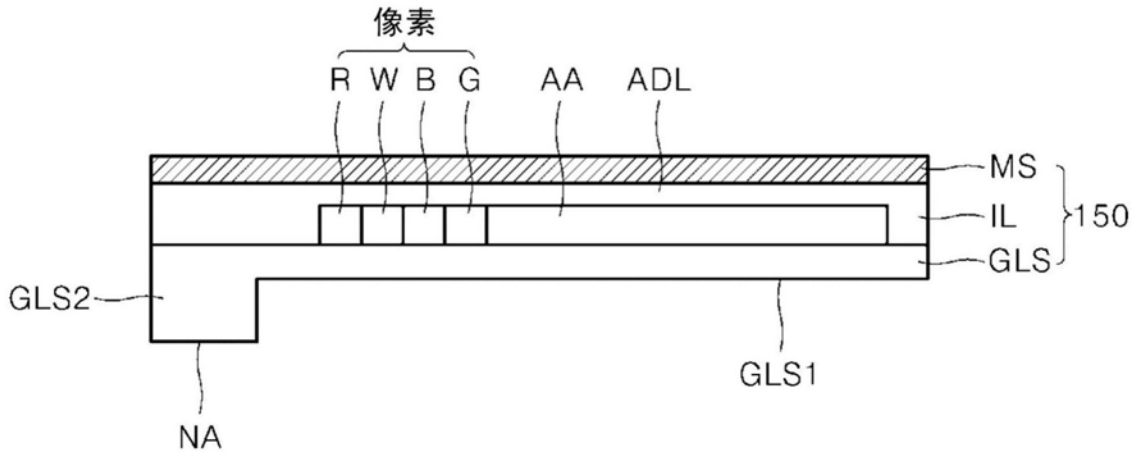 像素
R W B G AA ADL
MS
IL 150
GLS
GLS2
GLS1
NA